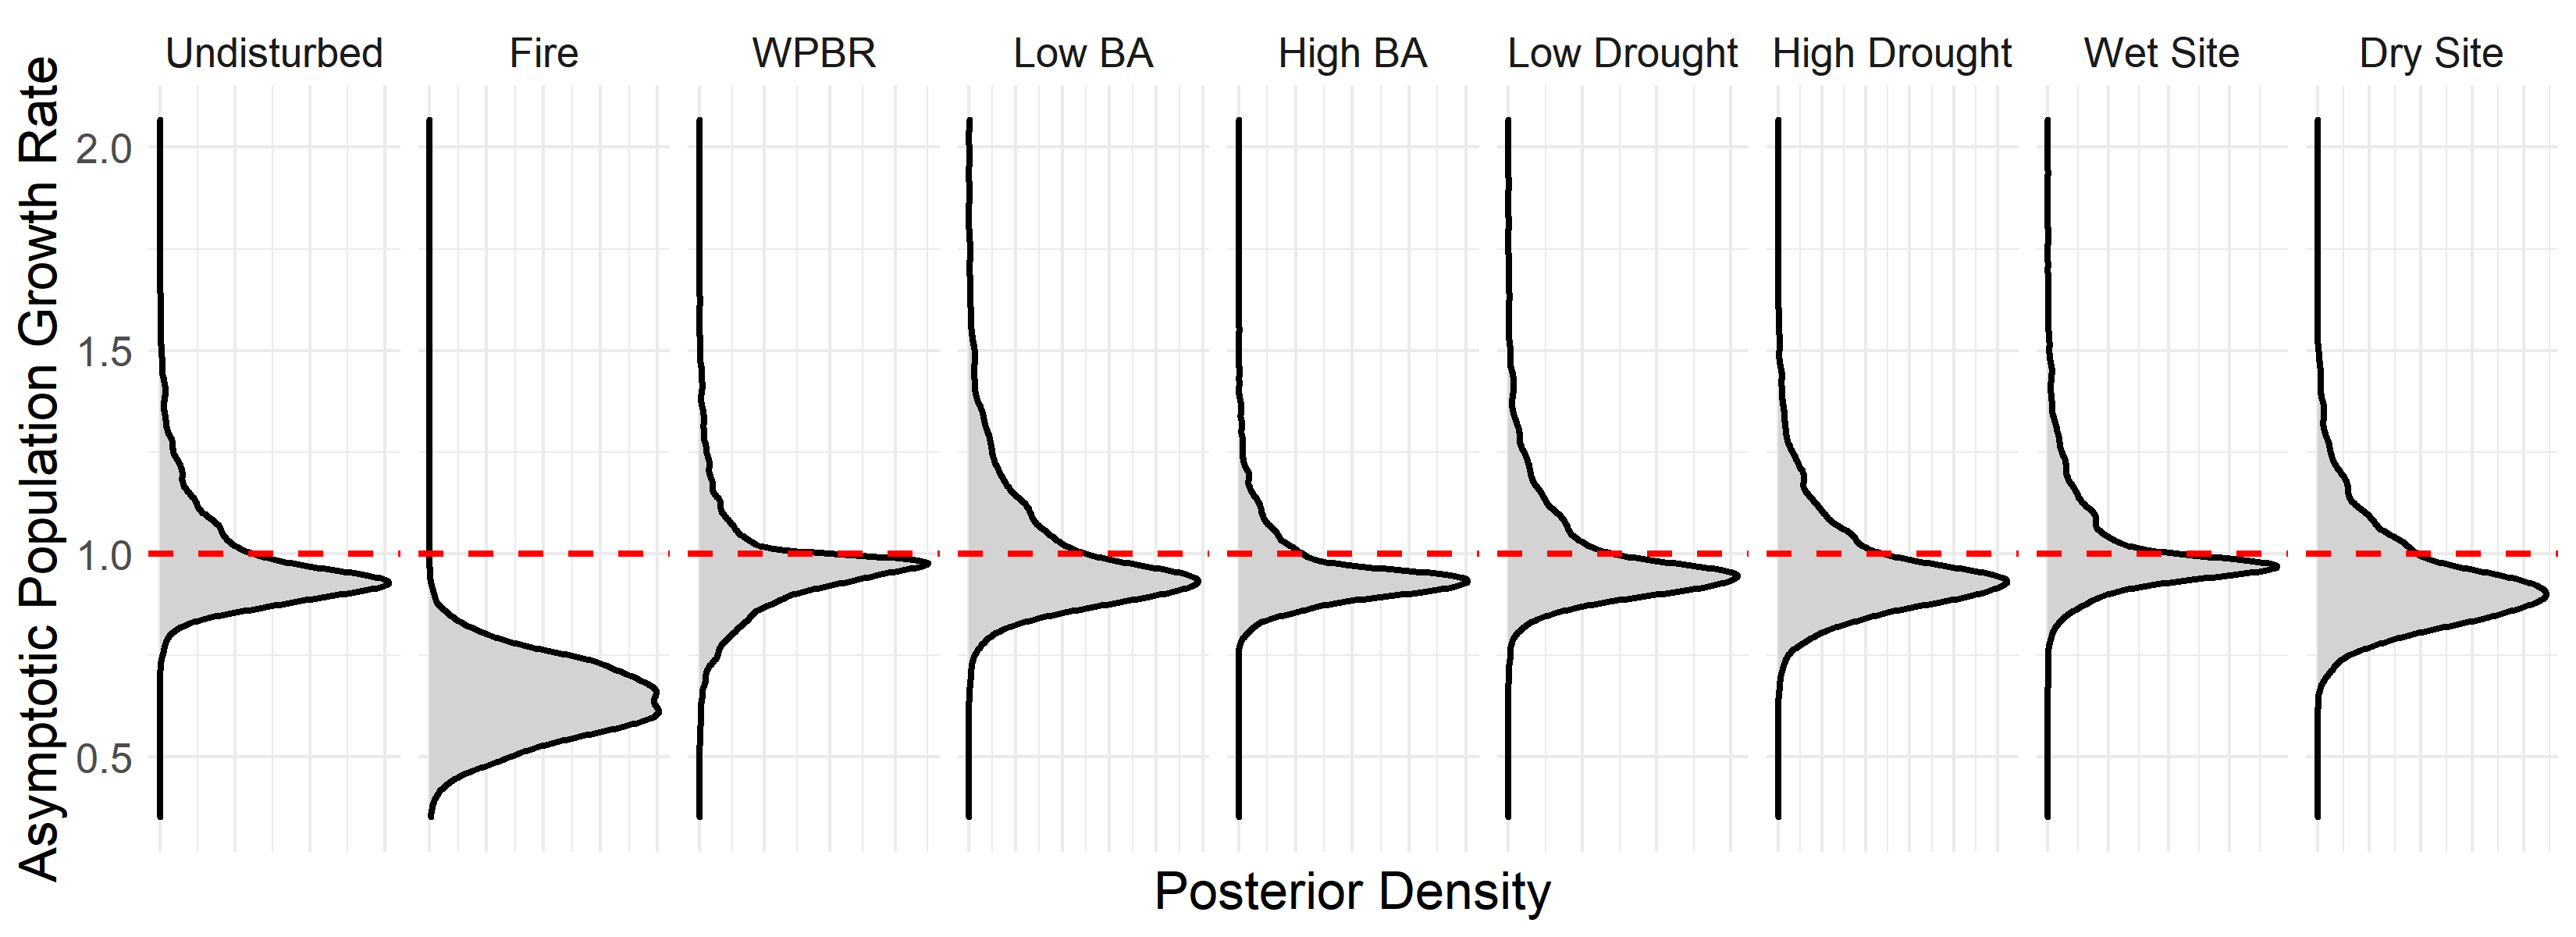 Undisturbed Fire WPBR Low BA High BA Low Drought High Drought Wet Site Dry Site
Asymptotic Population Growth Rate
2.0
1.5
1.0
0.5
Posterior Density